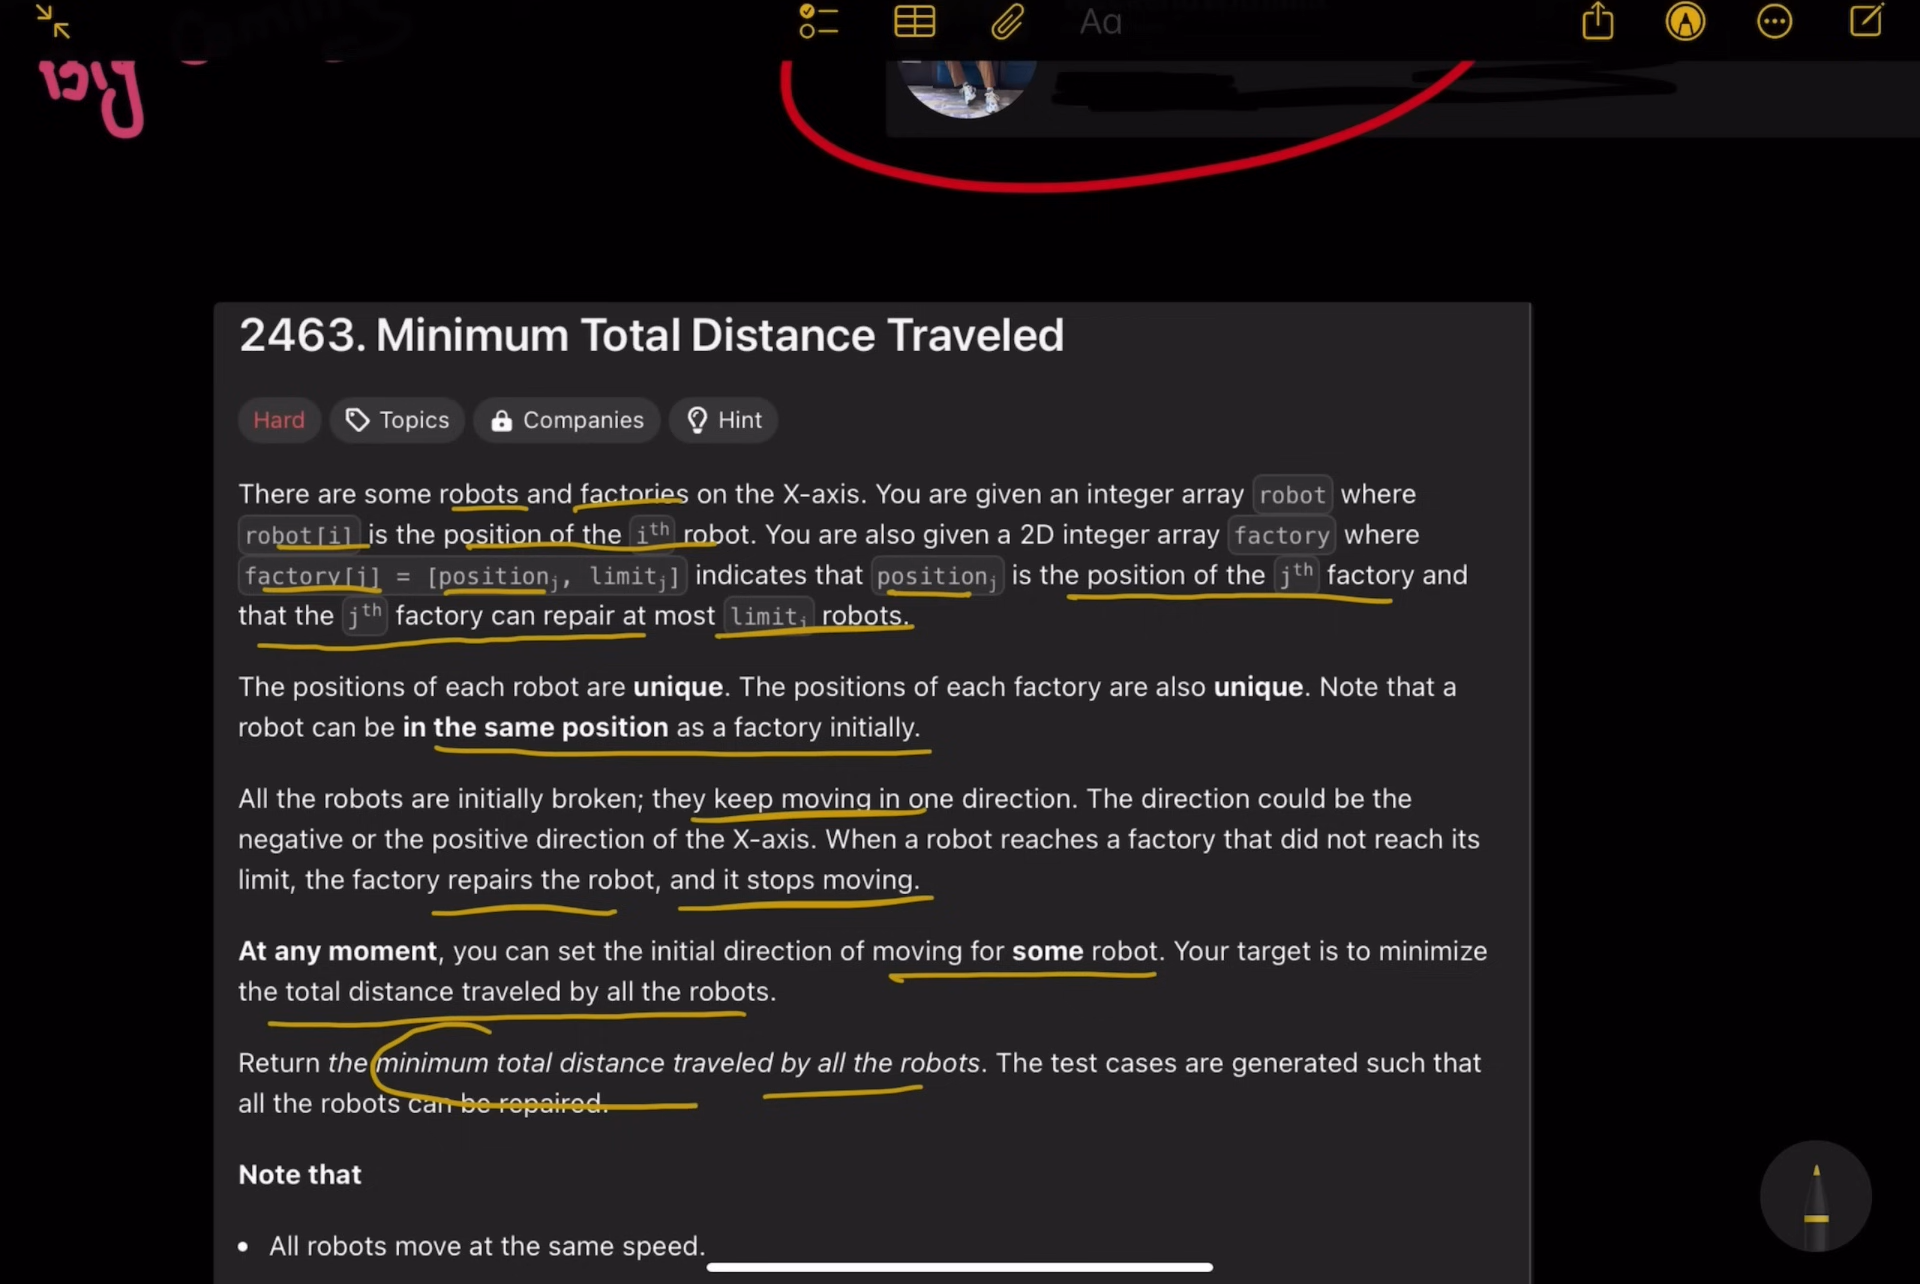 Big
Aa
2463. Minimum Total Distance Traveled
Hard Topics Companies Hint
There are some robots and factories on the X-axis. You are given an integer array robot where
robot[i] is the position of the ith robot. You are also given a 2D integer array factory where
factory[j] = [positionj, limitj] indicates that positionj is the position of the jth factory and
that the jth factory can repair at most limitj robots.
The positions of each robot are unique. The positions of each factory are also unique. Note that a
robot can be in the same position as a factory initially.
All the robots are initially broken; they keep moving in one direction. The direction could be the
negative or the positive direction of the X-axis. When a robot reaches a factory that did not reach its
limit, the factory repairs the robot, and it stops moving.
At any moment, you can set the initial direction of moving for some robot. Your target is to minimize
the total distance traveled by all the robots.
Return the minimum total distance traveled by all the robots. The test cases are generated such that
all the robots can be repaired.
Note that
• All robots move at the same speed.